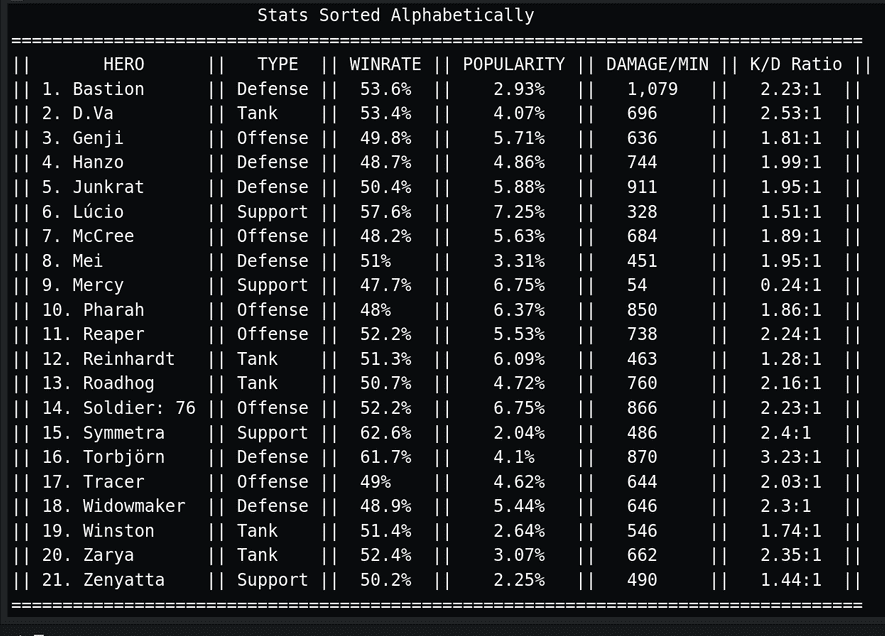 Stats Sorted Alphabetically
===================================================================================
||       HERO      ||   TYPE  || WINRATE || POPULARITY || DAMAGE/MIN || K/D Ratio ||
|| 1. Bastion      || Defense ||  53.6%  ||    2.93%   ||   1,079   ||   2.23:1  ||
|| 2. D.Va         || Tank    ||  53.4%  ||    4.07%   ||   696     ||   2.53:1  ||
|| 3. Genji        || Offense ||  49.8%  ||    5.71%   ||   636     ||   1.81:1  ||
|| 4. Hanzo        || Defense ||  48.7%  ||    4.86%   ||   744     ||   1.99:1  ||
|| 5. Junkrat      || Defense ||  50.4%  ||    5.88%   ||   911     ||   1.95:1  ||
|| 6. Lúcio        || Support ||  57.6%  ||    7.25%   ||   328     ||   1.51:1  ||
|| 7. McCree       || Offense ||  48.2%  ||    5.63%   ||   684     ||   1.89:1  ||
|| 8. Mei          || Defense ||  51%    ||    3.31%   ||   451     ||   1.95:1  ||
|| 9. Mercy        || Support ||  47.7%  ||    6.75%   ||   54      ||   0.24:1  ||
|| 10. Pharah      || Offense ||  48%    ||    6.37%   ||   850     ||   1.86:1  ||
|| 11. Reaper      || Offense ||  52.2%  ||    5.53%   ||   738     ||   2.24:1  ||
|| 12. Reinhardt   || Tank    ||  51.3%  ||    6.09%   ||   463     ||   1.28:1  ||
|| 13. Roadhog     || Tank    ||  50.7%  ||    4.72%   ||   760     ||   2.16:1  ||
|| 14. Soldier: 76 || Offense ||  52.2%  ||    6.75%   ||   866     ||   2.23:1  ||
|| 15. Symmetra    || Support ||  62.6%  ||    2.04%   ||   486     ||   2.4:1   ||
|| 16. Torbjörn    || Defense ||  61.7%  ||    4.1%    ||   870     ||   3.23:1  ||
|| 17. Tracer      || Offense ||  49%    ||    4.62%   ||   644     ||   2.03:1  ||
|| 18. Widowmaker  || Defense ||  48.9%  ||    5.44%   ||   646     ||   2.3:1   ||
|| 19. Winston     || Tank    ||  51.4%  ||    2.64%   ||   546     ||   1.74:1  ||
|| 20. Zarya       || Tank    ||  52.4%  ||    3.07%   ||   662     ||   2.35:1  ||
|| 21. Zenyatta    || Support ||  50.2%  ||    2.25%   ||   490     ||   1.44:1  ||
===================================================================================